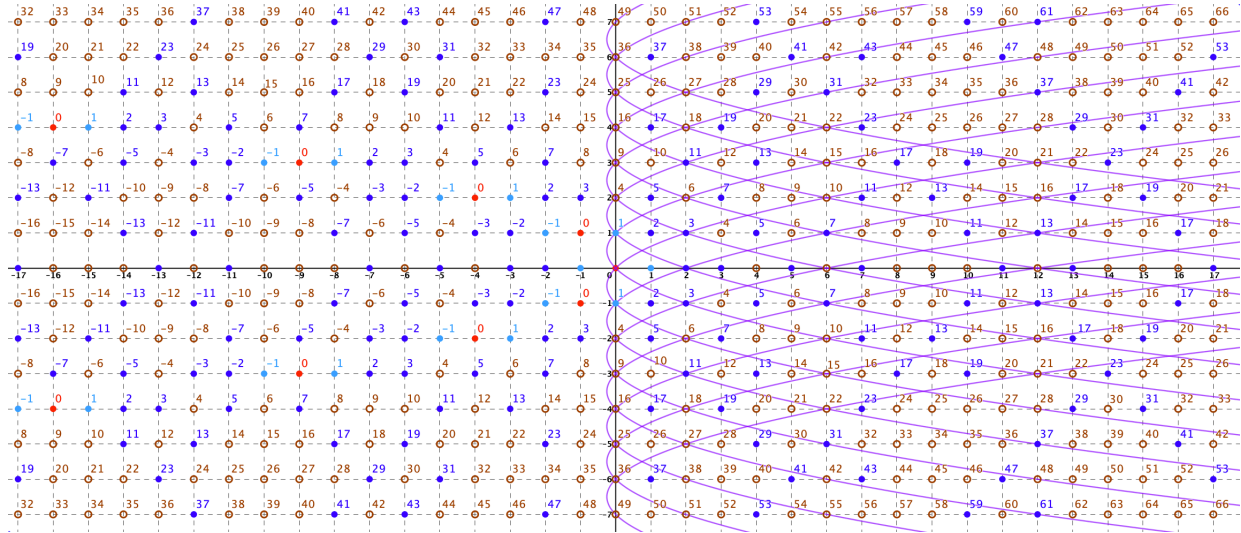 32 33 34 35 36 37 38 39 40 41 42 43 44 45 46 47 48 49 50 51 52 53 54 55 56 57 58 59 60 61 62 63 64 65 66
7
19 20 21 22 23 24 25 26 27 28 29 30 31 32 33 34 35 36 37 38 39 40 41 42 43 44 45 46 47 48 49 50 51 52 53
6
8 9 10 11 12 13 14 15 16 17 18 19 20 21 22 23 24 25 26 27 28 29 30 31 32 33 34 35 36 37 38 39 40 41 42
5
−1 0 1 2 3 4 5 6 7 8 9 10 11 12 13 14 15 16 17 18 19 20 21 22 23 24 25 26 27 28 29 30 31 32 33
4
−8 −7 −6 −5 −4 −3 −2 −1 0 1 2 3 4 5 6 7 8 9 10 11 12 13 14 15 16 17 18 19 20 21 22 23 24 25 26
3
−13 −12 −11 −10 −9 −8 −7 −6 −5 −4 −3 −2 −1 0 1 2 3 4 5 6 7 8 9 10 11 12 13 14 15 16 17 18 19 20 21
2
−16 −15 −14 −13 −12 −11 −10 −9 −8 −7 −6 −5 −4 −3 −2 −1 0 1 2 3 4 5 6 7 8 9 10 11 12 13 14 15 16 17 18
1
−17 −16 −15 −14 −13 −12 −11 −10 −9 −8 −7 −6 −5 −4 −3 −2 −1 0 1 2 3 4 5 6 7 8 9 10 11 12 13 14 15 16 17
−16 −15 −14 −13 −12 −11 −10 −9 −8 −7 −6 −5 −4 −3 −2 −1 0 1 2 3 4 5 6 7 8 9 10 11 12 13 14 15 16 17 18
−1
−13 −12 −11 −10 −9 −8 −7 −6 −5 −4 −3 −2 −1 0 1 2 3 4 5 6 7 8 9 10 11 12 13 14 15 16 17 18 19 20 21
−2
−8 −7 −6 −5 −4 −3 −2 −1 0 1 2 3 4 5 6 7 8 9 10 11 12 13 14 15 16 17 18 19 20 21 22 23 24 25 26
−3
−1 0 1 2 3 4 5 6 7 8 9 10 11 12 13 14 15 16 17 18 19 20 21 22 23 24 25 26 27 28 29 30 31 32 33
−4
8 9 10 11 12 13 14 15 16 17 18 19 20 21 22 23 24 25 26 27 28 29 30 31 32 33 34 35 36 37 38 39 40 41 42
−5
19 20 21 22 23 24 25 26 27 28 29 30 31 32 33 34 35 36 37 38 39 40 41 42 43 44 45 46 47 48 49 50 51 52 53
−6
32 33 34 35 36 37 38 39 40 41 42 43 44 45 46 47 48 49 50 51 52 53 54 55 56 57 58 59 60 61 62 63 64 65 66
−7